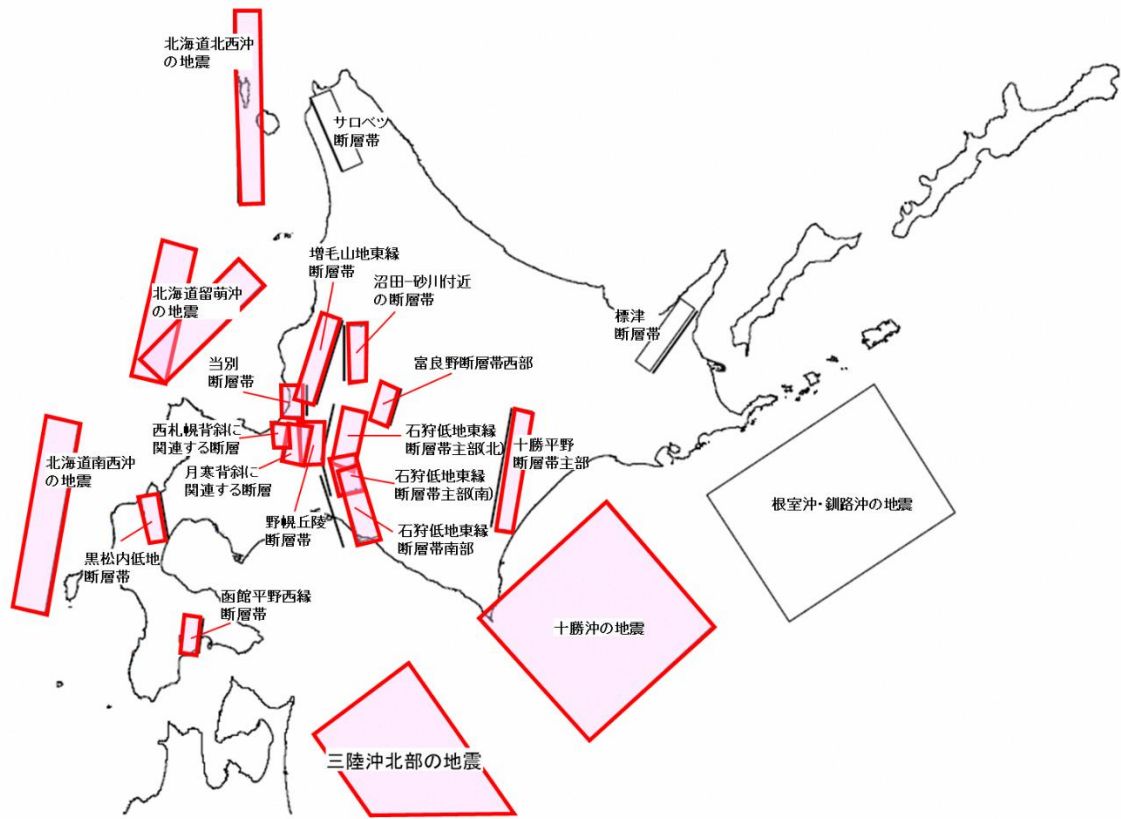 北海道北西沖
の地震
サロベツ
断層帯
増毛山地東縁
断層帯
沼田−砂川付近
の断層帯
北海道留萌沖
の地震
標津
断層帯
当別
断層帯
富良野断層帯西部
西札幌背斜に
関連する断層
石狩低地東縁
断層帯主部(北)
十勝平野
断層帯主部
北海道南西沖
の地震
月寒背斜に
関連する断層
石狩低地東縁
断層帯主部(南)
根室沖・釧路沖の地震
野幌丘陵
断層帯
石狩低地東縁
断層帯南部
黒松内低地
断層帯
函館平野西縁
断層帯
十勝沖の地震
三陸沖北部の地震